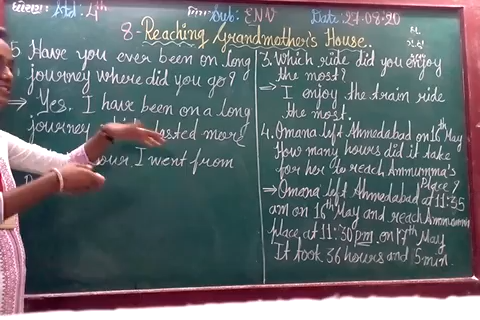 Std: 4th
Sub: ENV
Date: 27-08-20
8-Reaching Grandmother's House.
5 Have you ever been on long
journey where did you go?
⇒ Yes, I have been on a long
journey lasted more
hour, I went from
3. Which ride did you enjoy
the most?
⇒ I enjoy the train ride
the most.
4. Omana left Ahmedabad on 16th May
How many hours did it take
for her to reach Ammumma's
Place?
⇒ Omana left Ahmedabad at 11:35
am on 16th May and reach Ammumma
place at 11:30 pm on 17th May
It took 36 hours and 5 min.